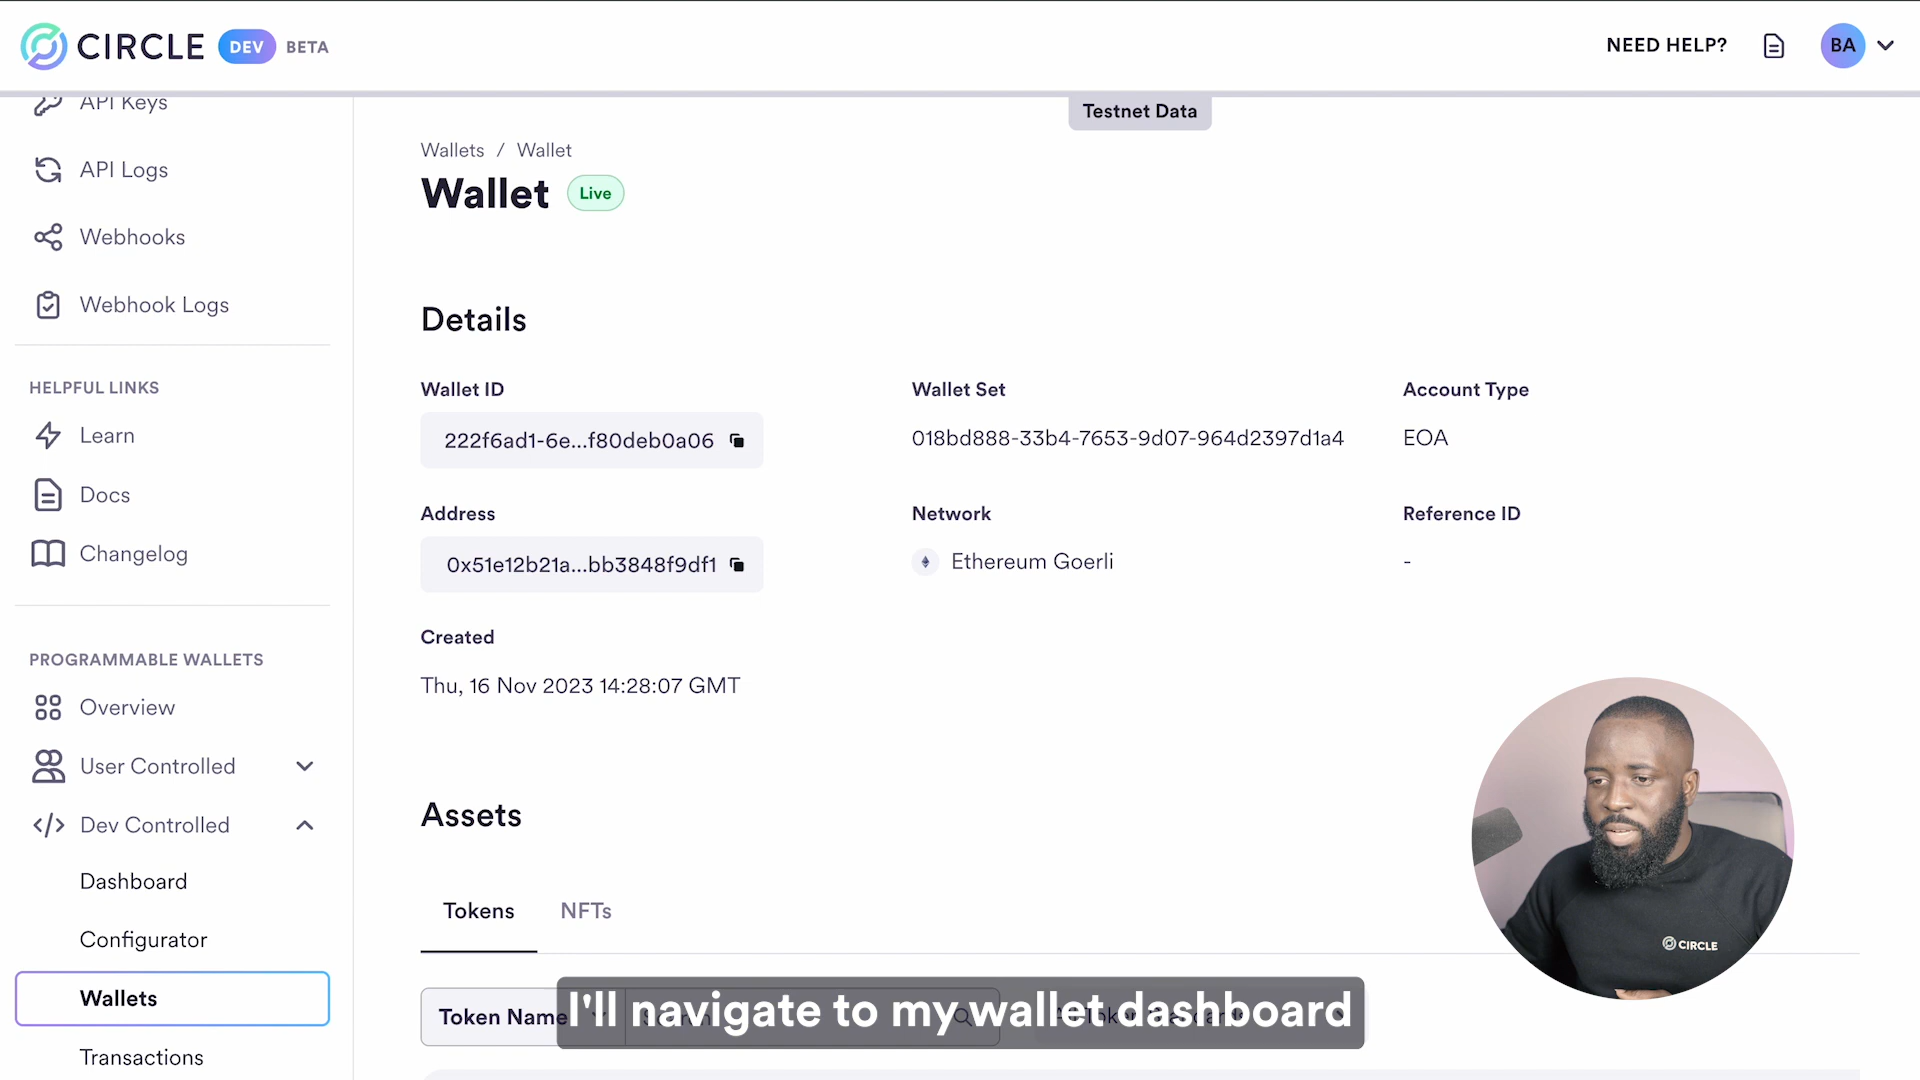 CIRCLE DEV BETA
NEED HELP?
BA
API Keys
API Logs
Webhooks
Webhook Logs
HELPFUL LINKS
Learn
Docs
Changelog
PROGRAMMABLE WALLETS
Overview
User Controlled
Dev Controlled
Dashboard
Configurator
Wallets
Transactions
Testnet Data
Wallets / Wallet
Wallet Live
Details
Wallet ID
222f6ad1-6e...f80deb0a06
Wallet Set
018bd888-33b4-7653-9d07-964d2397d1a4
Account Type
EOA
Address
0x51e12b21a...bb3848f9df1
Network
Ethereum Goerli
Reference ID
-
Created
Thu, 16 Nov 2023 14:28:07 GMT
Assets
Tokens NFTs
Token Name
I'll navigate to my wallet dashboard
CIRCLE